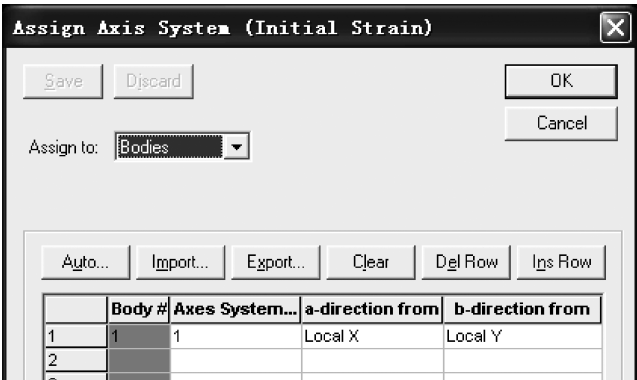 Assign Axis System (Initial Strain)
Save Discard OK
Cancel
Assign to: Bodies
Auto... Import... Export... Clear Del Row Ins Row
Body # Axes System... a-direction from b-direction from
1 1 1 Local X Local Y
2